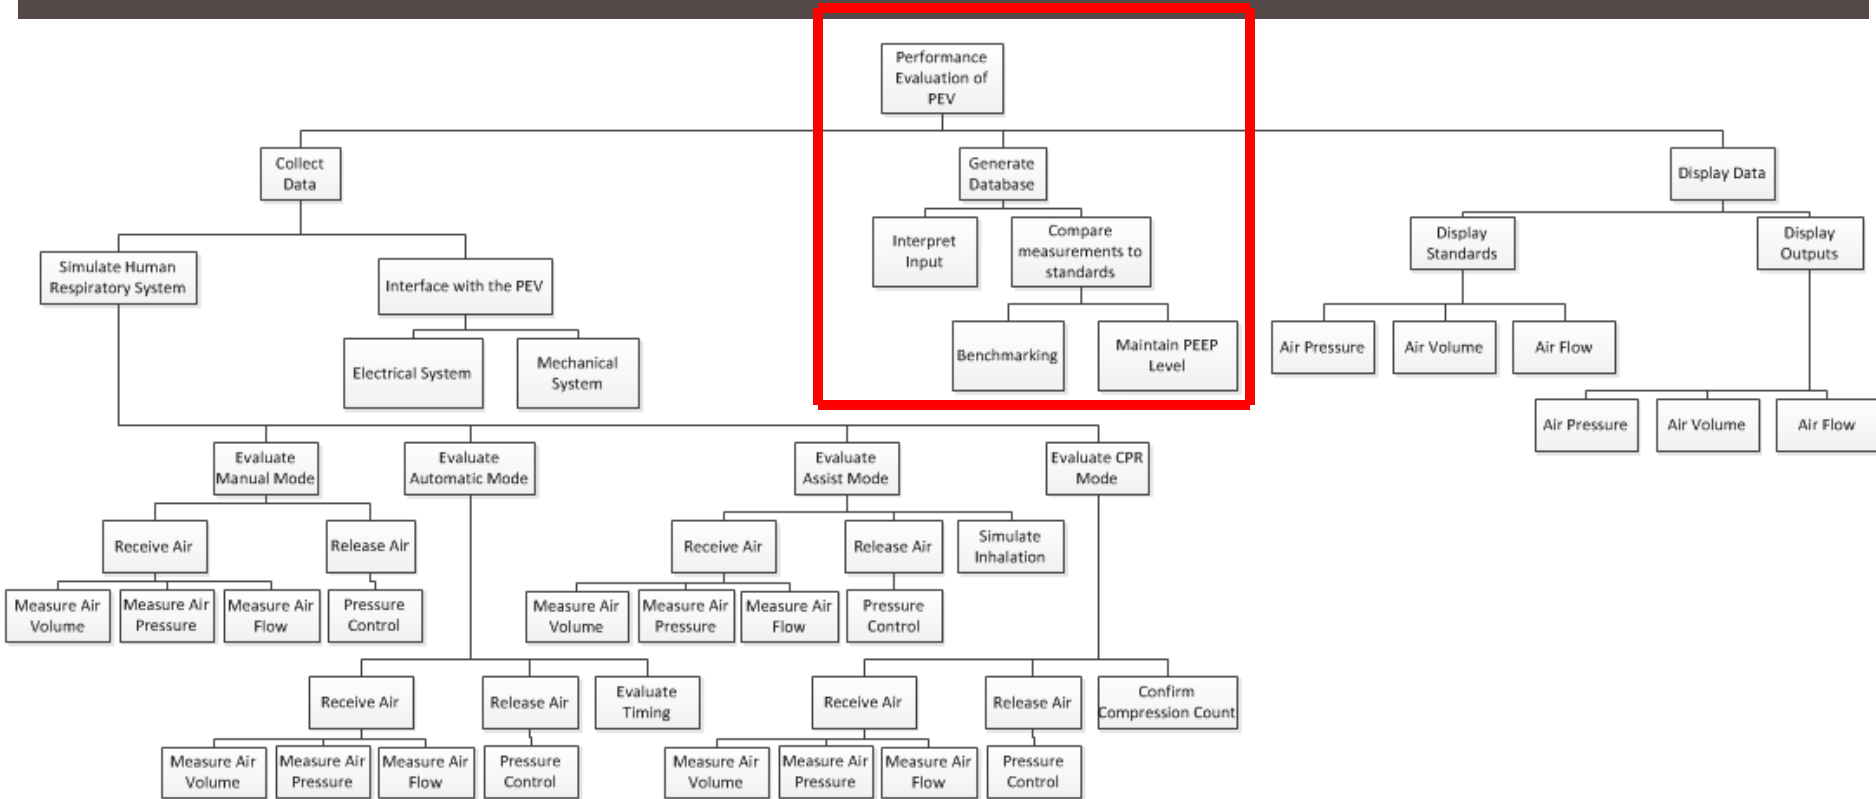 Performance
Evaluation of
PEV
Collect
Data
Generate
Database
Display Data
Simulate Human
Respiratory System
Interface with the PEV
Interpret
Input
Compare
measurements to
standards
Display
Standards
Display
Outputs
Electrical System
Mechanical
System
Benchmarking
Maintain PEEP
Level
Air Pressure
Air Volume
Air Flow
Air Pressure
Air Volume
Air Flow
Evaluate
Manual Mode
Evaluate
Automatic Mode
Evaluate
Assist Mode
Evaluate CPR
Mode
Receive Air
Release Air
Receive Air
Release Air
Simulate
Inhalation
Measure Air
Volume
Measure Air
Pressure
Measure Air
Flow
Pressure
Control
Measure Air
Volume
Measure Air
Pressure
Measure Air
Flow
Pressure
Control
Receive Air
Release Air
Evaluate
Timing
Receive Air
Release Air
Confirm
Compression Count
Measure Air
Volume
Measure Air
Pressure
Measure Air
Flow
Pressure
Control
Measure Air
Volume
Measure Air
Pressure
Measure Air
Flow
Pressure
Control